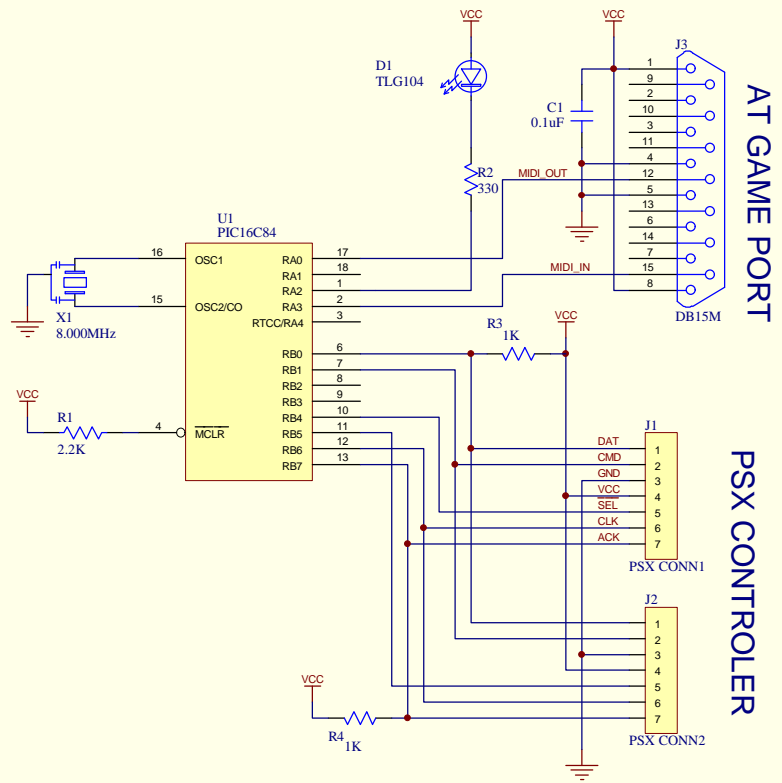 VCC
D1
TLG104
R2
330
VCC
C1
0.1uF
J3
1
9
2
10
3
11
4
12
5
13
6
14
7
15
8
DB15M
AT GAME PORT
MIDI_OUT
MIDI_IN
U1
PIC16C84
16
OSC1
15
OSC2/CO
4
MCLR
RA0
17
RA1
18
RA2
1
RA3
2
RTCC/RA4
3
RB0
6
RB1
7
RB2
8
RB3
9
RB4
10
RB5
11
RB6
12
RB7
13
X1
8.000MHz
VCC
R1
2.2K
R3
1K
VCC
J1
DAT
1
CMD
2
GND
3
VCC
4
SEL
5
CLK
6
ACK
7
PSX CONN1
J2
1
2
3
4
5
6
7
PSX CONN2
PSX CONTROLER
VCC
R4
1K